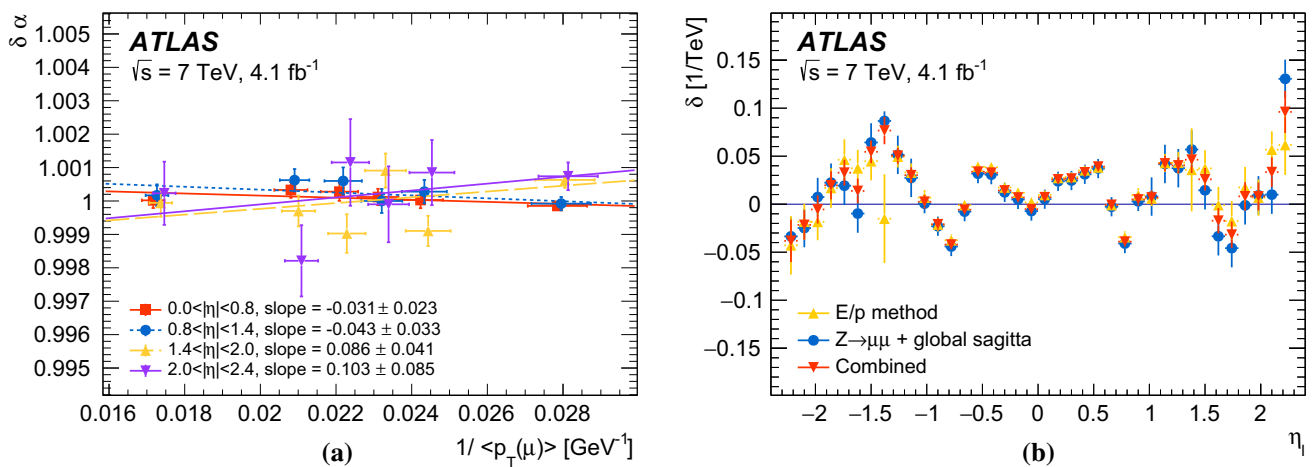 δ α
ATLAS
√s = 7 TeV, 4.1 fb⁻¹
1.005
1.004
1.003
1.002
1.001
1
0.999
0.998
0.997
0.996
0.995
0.0<|η|<0.8, slope = -0.031± 0.023
0.8<|η|<1.4, slope = -0.043 ± 0.033
1.4<|η|<2.0, slope = 0.086 ± 0.041
2.0<|η|<2.4, slope = 0.103 ± 0.085
0.016 0.018 0.02 0.022 0.024 0.026 0.028
1/ <p_T(μ)> [GeV⁻¹]
(a)
δ [1/TeV]
ATLAS
√s = 7 TeV, 4.1 fb⁻¹
0.15
0.1
0.05
0
−0.05
−0.1
−0.15
E/p method
Z→μμ + global sagitta
Combined
−2 −1.5 −1 −0.5 0 0.5 1 1.5 2
η_l
(b)